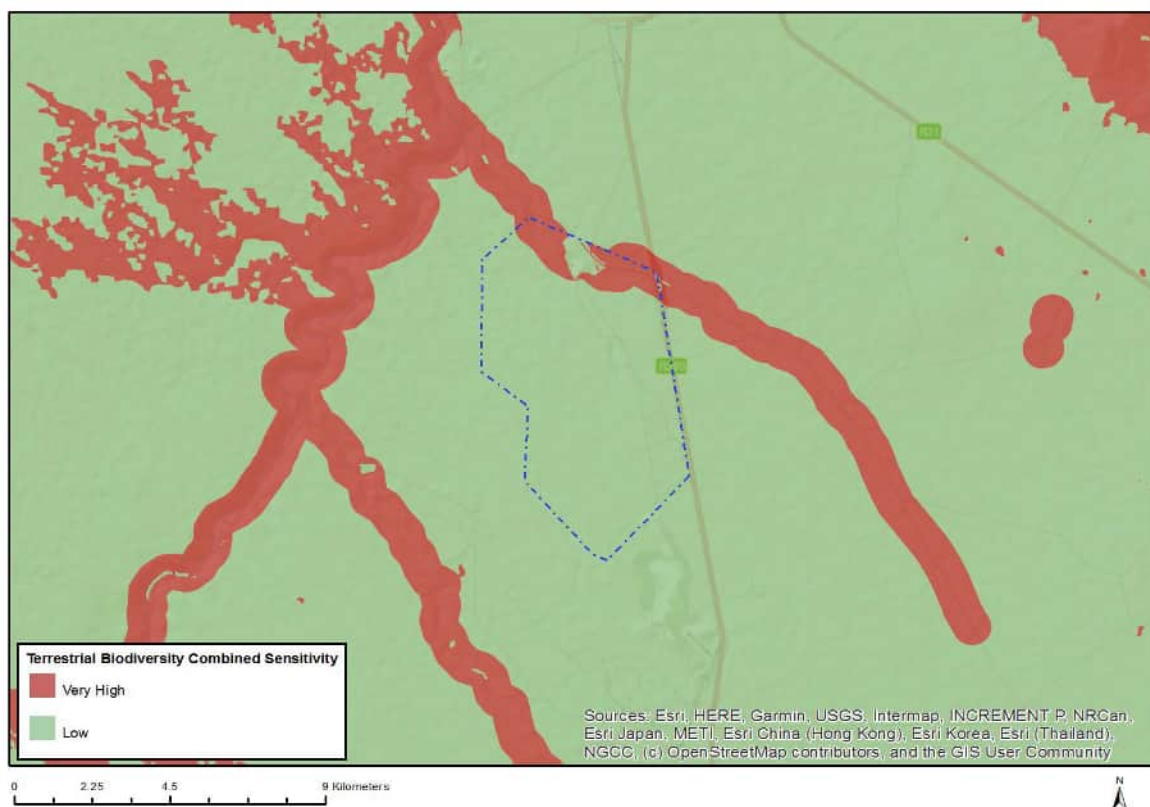 Terrestrial Biodiversity Combined Sensitivity
Very High
Low
Sources: Esri, HERE, Garmin, USGS, Intermap, INCREMENT P, NRCan,
Esri Japan, METI, Esri China (Hong Kong), Esri Korea, Esri (Thailand),
NGCC, (c) OpenStreetMap contributors, and the GIS User Community
0 2.25 4.5 9 Kilometers
N